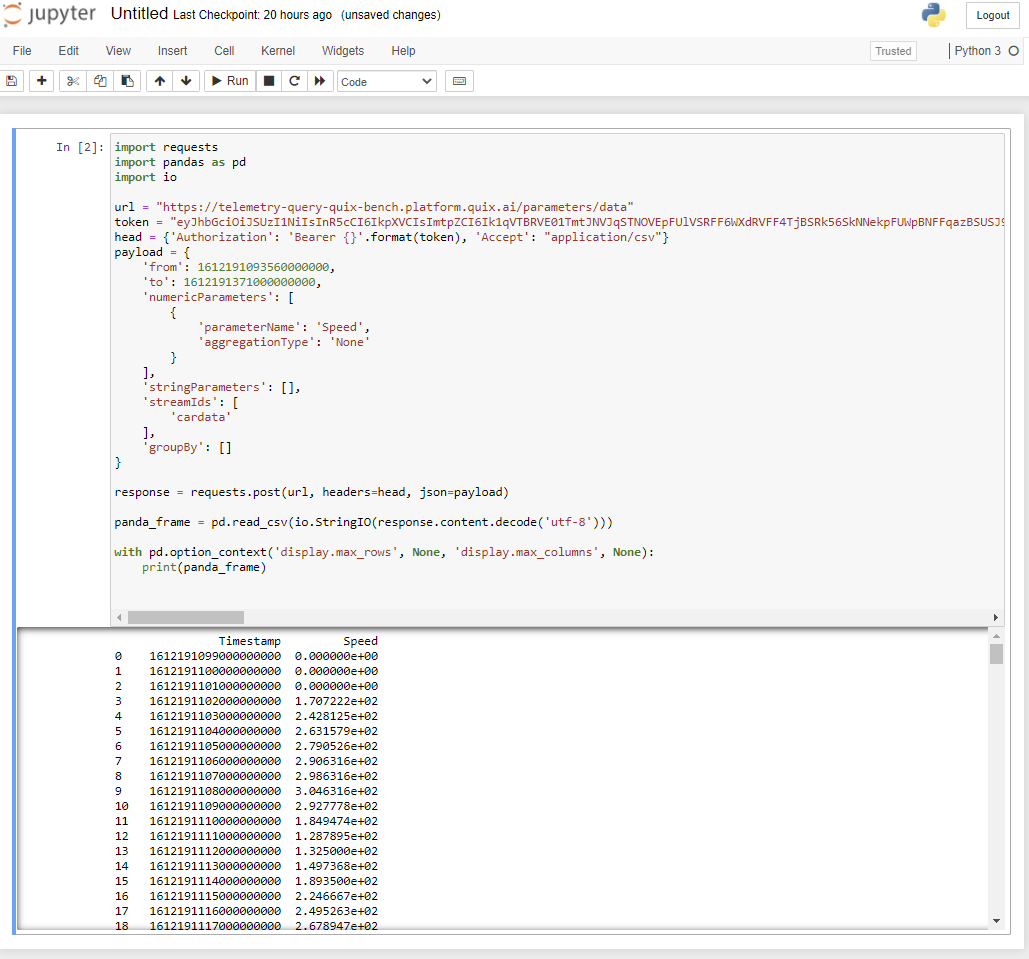 jupyter Untitled Last Checkpoint: 20 hours ago (unsaved changes) Logout
File Edit View Insert Cell Kernel Widgets Help Trusted Python 3
Run Code
In [2]: import requests
import pandas as pd
import io
url = "https://telemetry-query-quix-bench.platform.quix.ai/parameters/data"
token = 
head = {'Authorization': 'Bearer {}'.format(token), 'Accept': "application/csv"}
payload = {
    'from': 1612191093560000000,
    'to': 1612191371000000000,
    'numericParameters': [
        {
            'parameterName': 'Speed',
            'aggregationType': 'None'
        }
    ],
    'stringParameters': [],
    'streamIds': [
        'cardata'
    ],
    'groupBy': []
}
response = requests.post(url, headers=head, json=payload)
panda_frame = pd.read_csv(io.StringIO(response.content.decode('utf-8')))
with pd.option_context('display.max_rows', None, 'display.max_columns', None):
    print(panda_frame)
Timestamp Speed
0 1612191099000000000 0.000000e+00
1 1612191100000000000 0.000000e+00
2 1612191101000000000 0.000000e+00
3 1612191102000000000 1.707222e+02
4 1612191103000000000 2.428125e+02
5 1612191104000000000 2.631579e+02
6 1612191105000000000 2.790526e+02
7 1612191106000000000 2.906316e+02
8 1612191107000000000 2.986316e+02
9 1612191108000000000 3.046316e+02
10 1612191109000000000 2.927778e+02
11 1612191110000000000 1.849474e+02
12 1612191111000000000 1.287895e+02
13 1612191112000000000 1.325000e+02
14 1612191113000000000 1.497368e+02
15 1612191114000000000 1.893500e+02
16 1612191115000000000 2.246667e+02
17 1612191116000000000 2.495263e+02
18 1612191117000000000 2.678947e+02